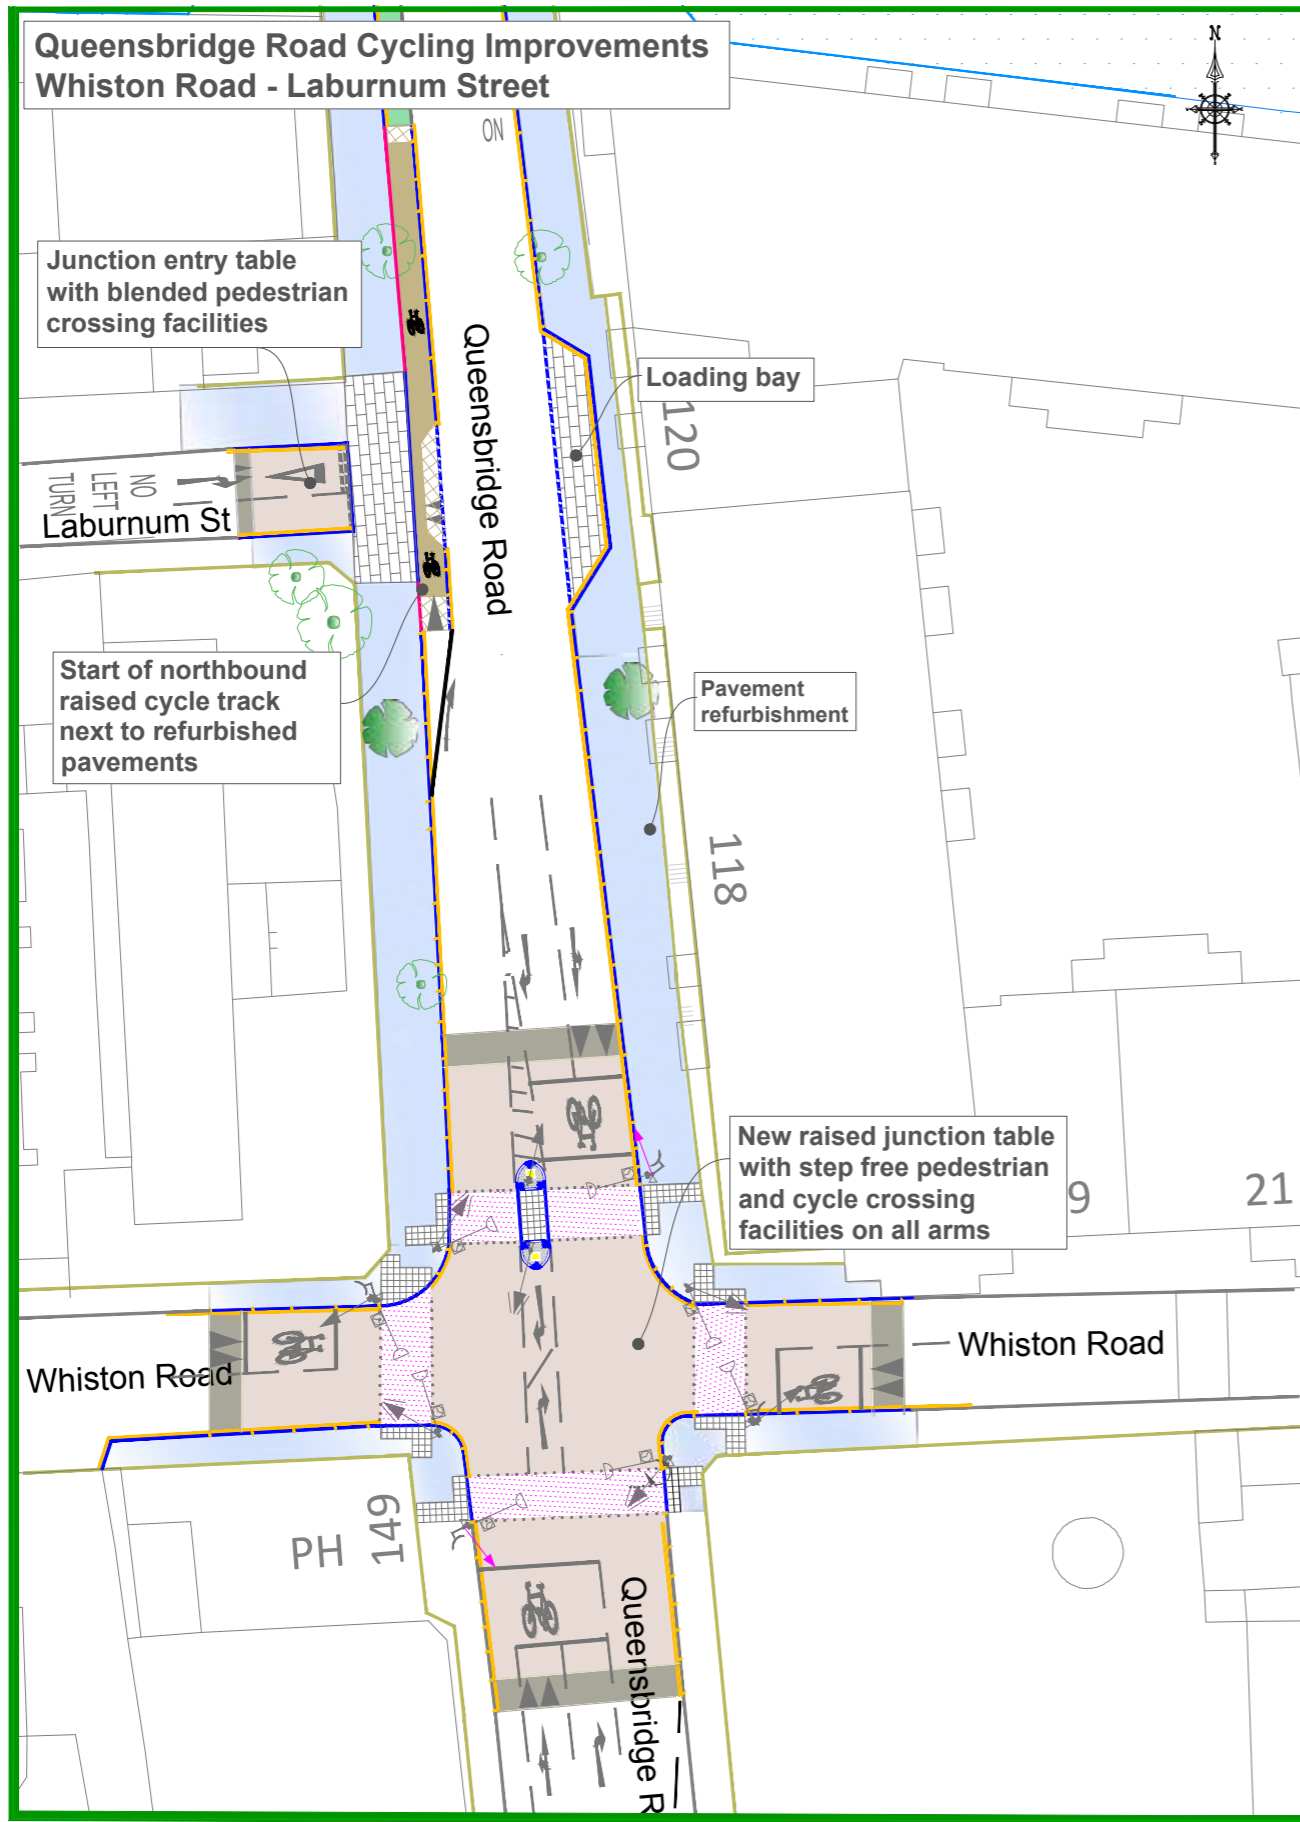 Queensbridge Road Cycling Improvements
Whiston Road - Laburnum Street
N
NO
Junction entry table
with blended pedestrian
crossing facilities
Queensbridge Road
Loading bay
120
NO
LEFT
TURN
Laburnum St
Start of northbound
raised cycle track
next to refurbished
pavements
Pavement
refurbishment
118
New raised junction table
with step free pedestrian
and cycle crossing
facilities on all arms
9
21
Whiston Road
Whiston Road
PH
149
Queensbridge R